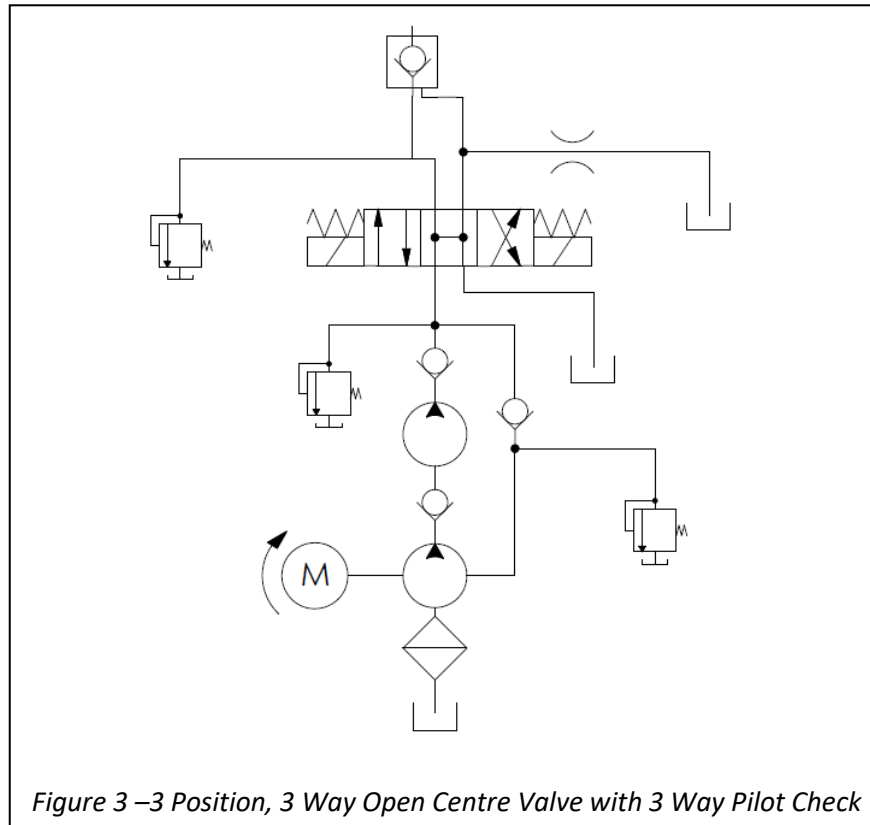 M
Figure 3 –3 Position, 3 Way Open Centre Valve with 3 Way Pilot Check